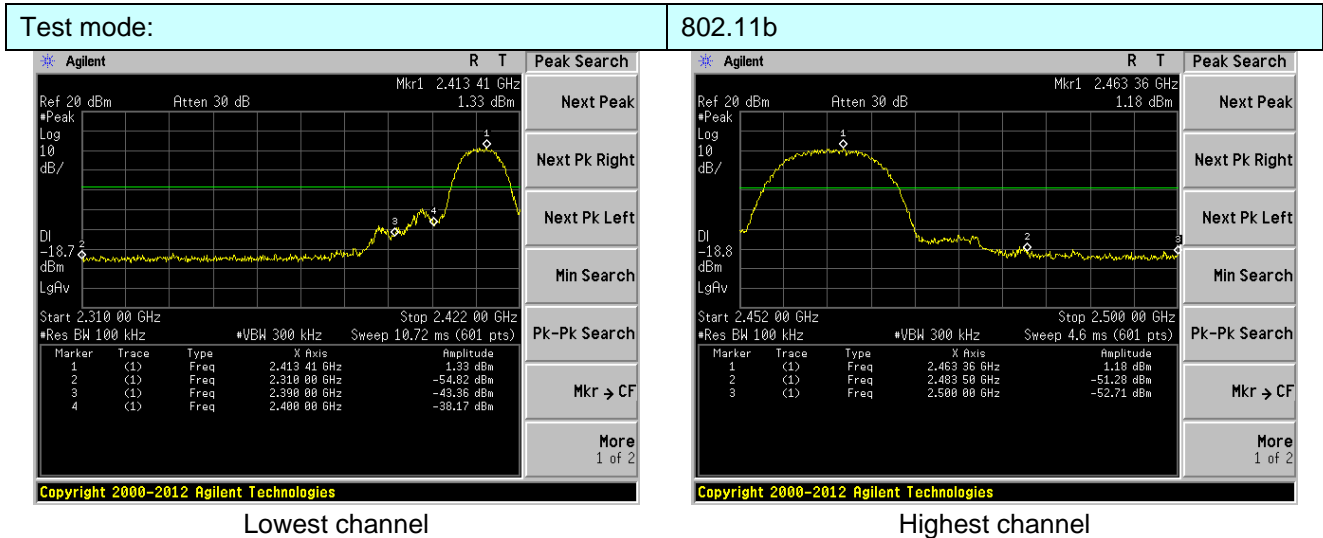 Test mode: 802.11b
Agilent R T Peak Search
Mkr1 2.413 41 GHz
Ref 20 dBm Atten 30 dB 1.33 dBm
#Peak
Log
10
dB/
1
3
4
2
DI
-18.7
dBm
LgAv
Start 2.310 00 GHz Stop 2.422 00 GHz
#Res BW 100 kHz #VBW 300 kHz Sweep 10.72 ms (601 pts)
Marker Trace Type X Axis Amplitude
1 (1) Freq 2.413 41 GHz 1.33 dBm
2 (1) Freq 2.310 00 GHz -54.82 dBm
3 (1) Freq 2.390 00 GHz -43.36 dBm
4 (1) Freq 2.400 00 GHz -38.17 dBm
Next Peak
Next Pk Right
Next Pk Left
Min Search
Pk-Pk Search
Mkr → CF
More
1 of 2
Copyright 2000-2012 Agilent Technologies
Lowest channel
Agilent R T Peak Search
Mkr1 2.463 36 GHz
Ref 20 dBm Atten 30 dB 1.18 dBm
#Peak
Log
10
dB/
1
2
3
DI
-18.8
dBm
LgAv
Start 2.452 00 GHz Stop 2.500 00 GHz
#Res BW 100 kHz #VBW 300 kHz Sweep 4.6 ms (601 pts)
Marker Trace Type X Axis Amplitude
1 (1) Freq 2.463 36 GHz 1.18 dBm
2 (1) Freq 2.483 50 GHz -51.28 dBm
3 (1) Freq 2.500 00 GHz -52.71 dBm
Next Peak
Next Pk Right
Next Pk Left
Min Search
Pk-Pk Search
Mkr → CF
More
1 of 2
Copyright 2000-2012 Agilent Technologies
Highest channel